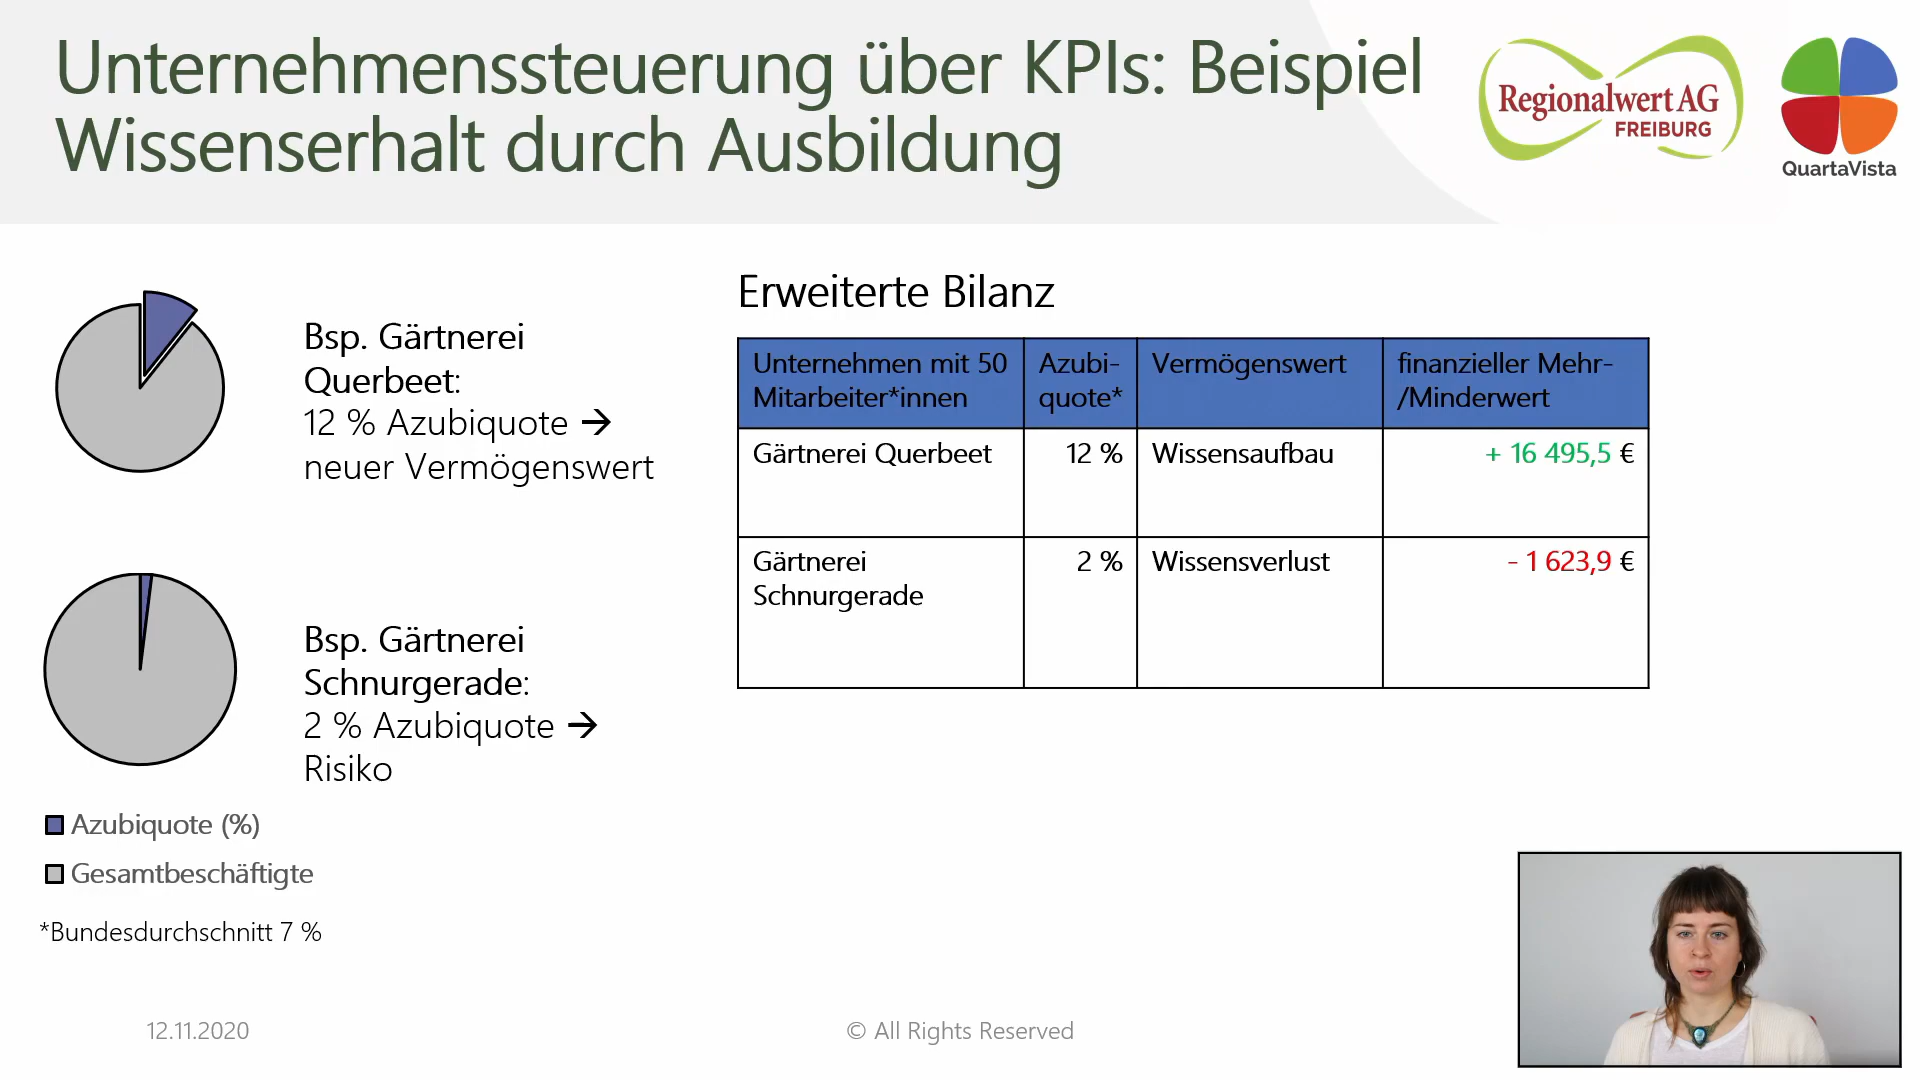 Unternehmenssteuerung über KPIs: Beispiel
Wissenserhalt durch Ausbildung
Regionalwert AG
FREIBURG
QuartaVista
Bsp. Gärtnerei
Querbeet:
12 % Azubiquote →
neuer Vermögenswert
Bsp. Gärtnerei
Schnurgerade:
2 % Azubiquote →
Risiko
Azubiquote (%)
Gesamtbeschäftigte
*Bundesdurchschnitt 7 %
Erweiterte Bilanz
Unternehmen mit 50
Mitarbeiter*innen
Azubi-
quote*
Vermögenswert
finanzieller Mehr-
/Minderwert
Gärtnerei Querbeet
12 %
Wissensaufbau
+ 16 495,5 €
Gärtnerei
Schnurgerade
2 %
Wissensverlust
- 1 623,9 €
12.11.2020
© All Rights Reserved